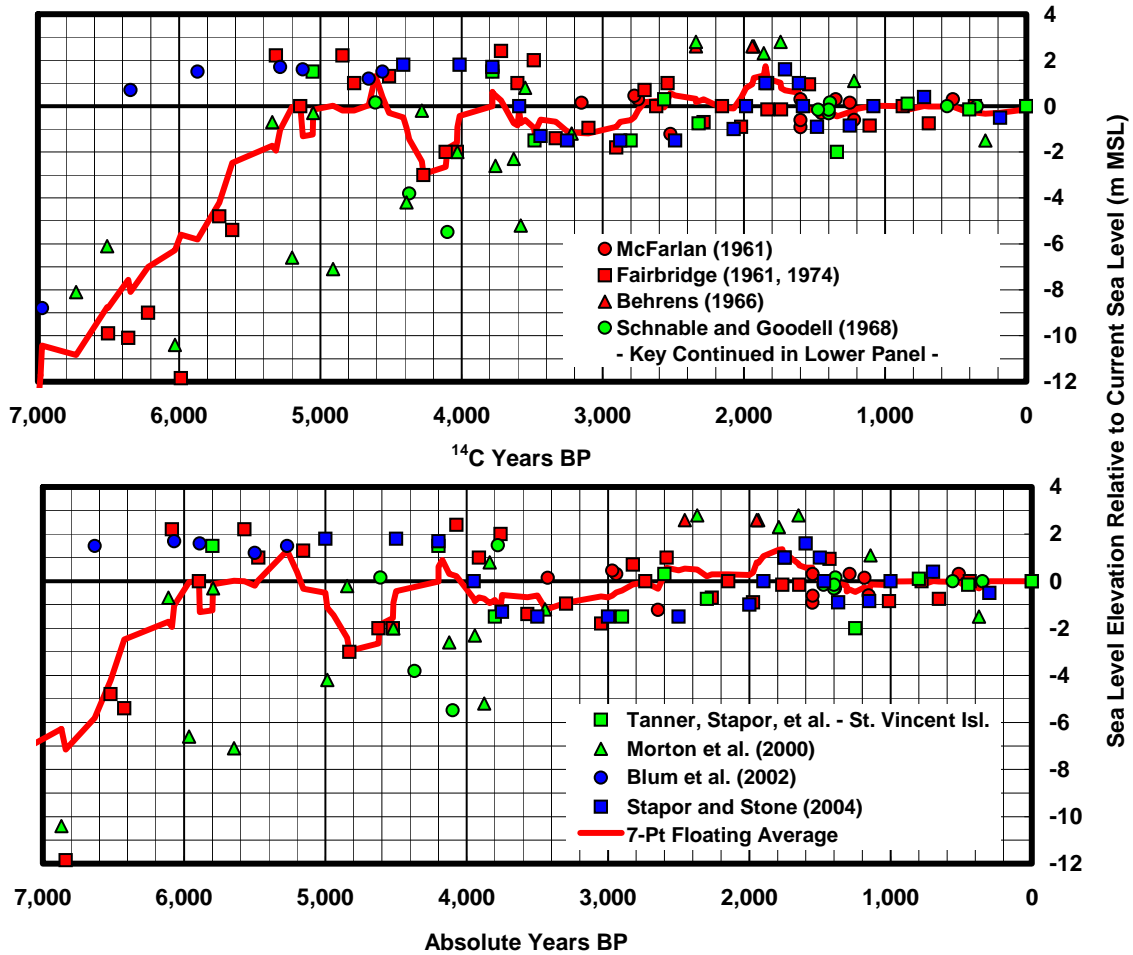 4
2
0
-2
-4
-6
-8
-10
-12
McFarlan (1961)
Fairbridge (1961, 1974)
Behrens (1966)
Schnable and Goodell (1968)
- Key Continued in Lower Panel -
7,000 6,000 5,000 4,000 3,000 2,000 1,000 0
14C Years BP
Sea Level Elevation Relative to Current Sea Level (m MSL)
4
2
0
-2
-4
-6
-8
-10
-12
Tanner, Stapor, et al. - St. Vincent Isl.
Morton et al. (2000)
Blum et al. (2002)
Stapor and Stone (2004)
7-Pt Floating Average
7,000 6,000 5,000 4,000 3,000 2,000 1,000 0
Absolute Years BP